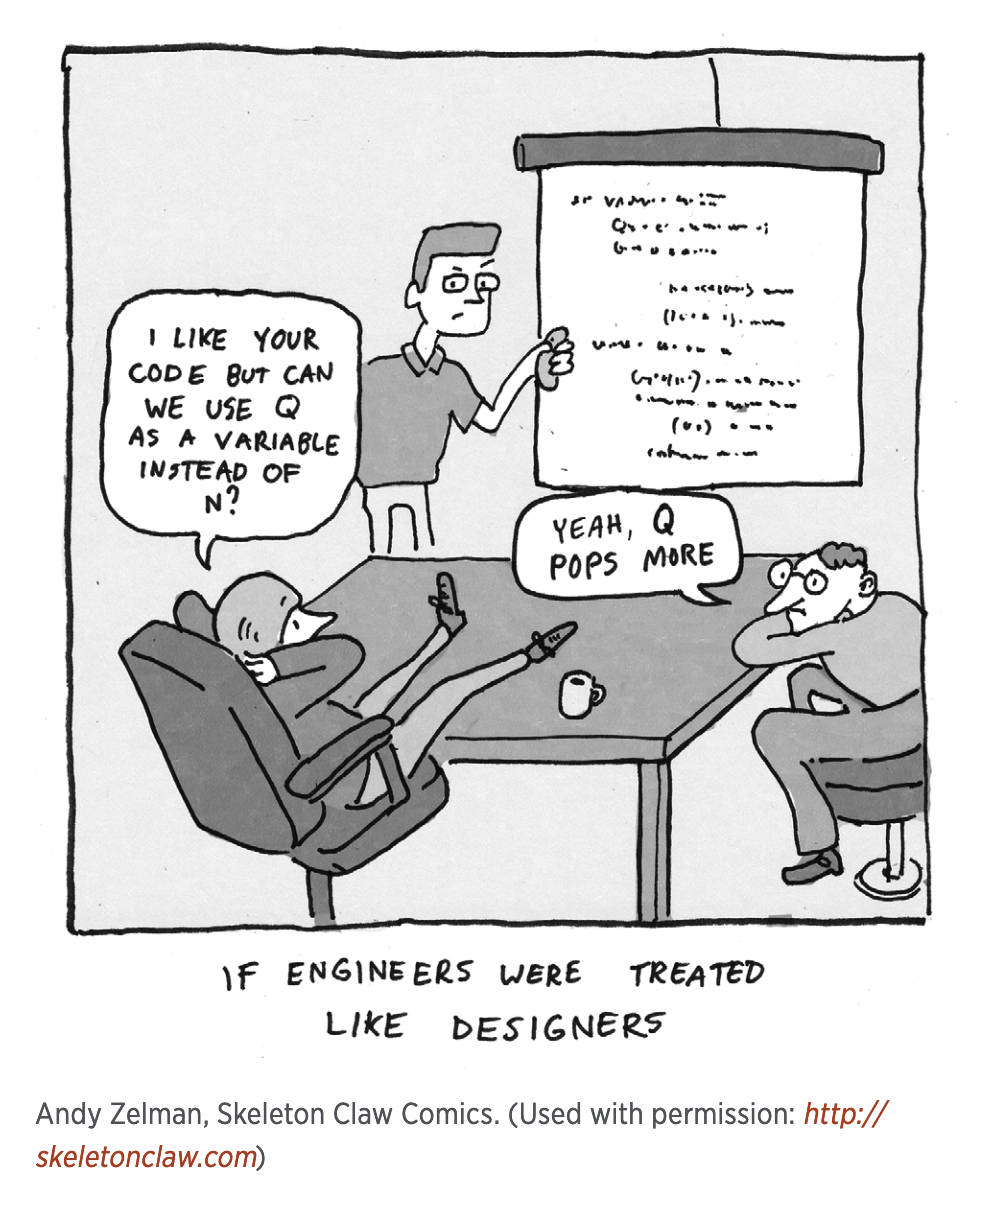 I LIKE YOUR
CODE BUT CAN
WE USE Q
AS A VARIABLE
INSTEAD OF
N?
YEAH, Q
POPS MORE
IF ENGINEERS WERE TREATED
LIKE DESIGNERS
Andy Zelman, Skeleton Claw Comics. (Used with permission: http://
skeletonclaw.com)